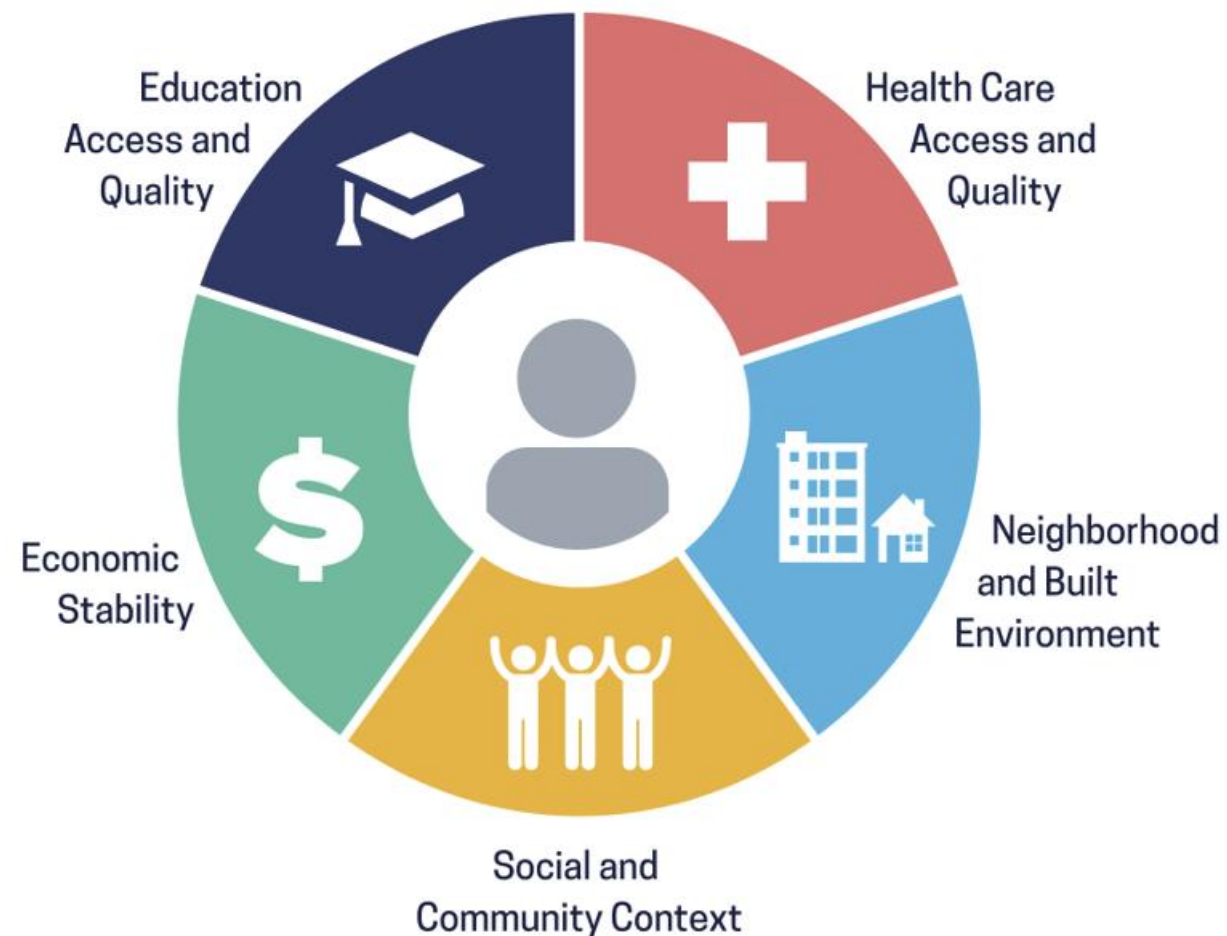 Education
Access and
Quality
Health Care
Access and
Quality
Economic
Stability
Neighborhood
and Built
Environment
Social and
Community Context